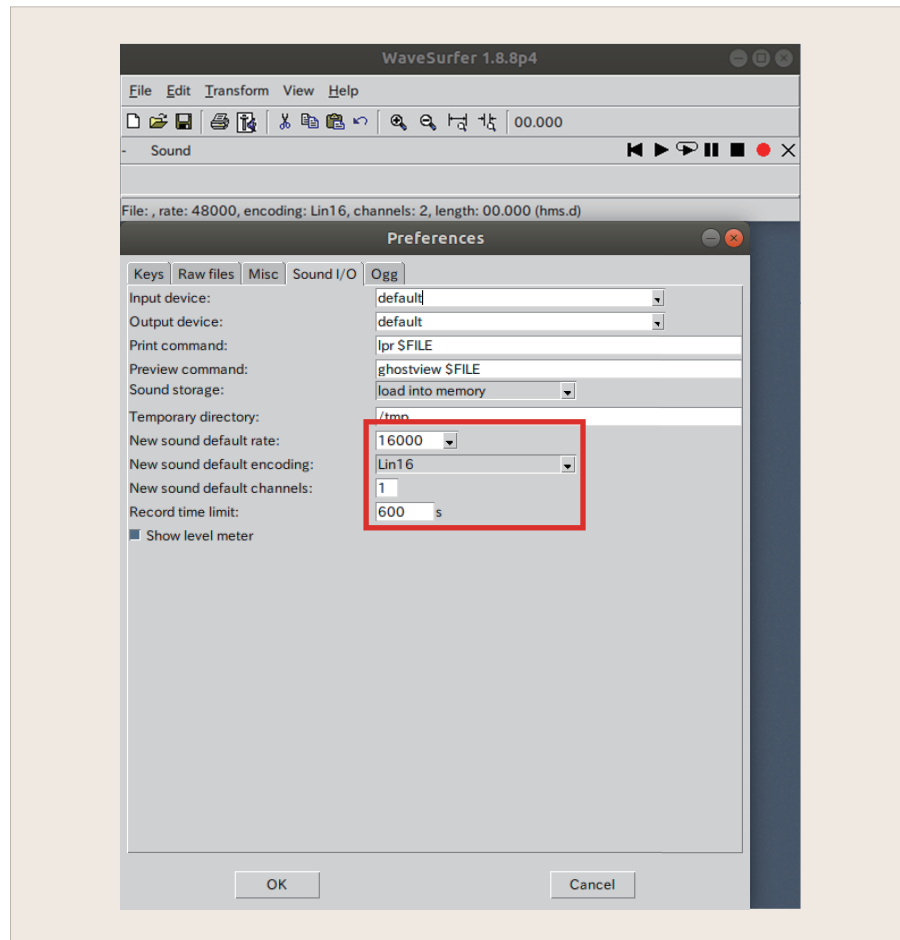 WaveSurfer 1.8.8p4
File Edit Transform View Help
00.000
- Sound
File: , rate: 48000, encoding: Lin16, channels: 2, length: 00.000 (hms.d)
Preferences
Keys Raw files Misc Sound I/O Ogg
Input device: default
Output device: default
Print command: lpr $FILE
Preview command: ghostview $FILE
Sound storage: load into memory
Temporary directory: /tmp
New sound default rate: 16000
New sound default encoding: Lin16
New sound default channels: 1
Record time limit: 600 s
Show level meter
OK Cancel